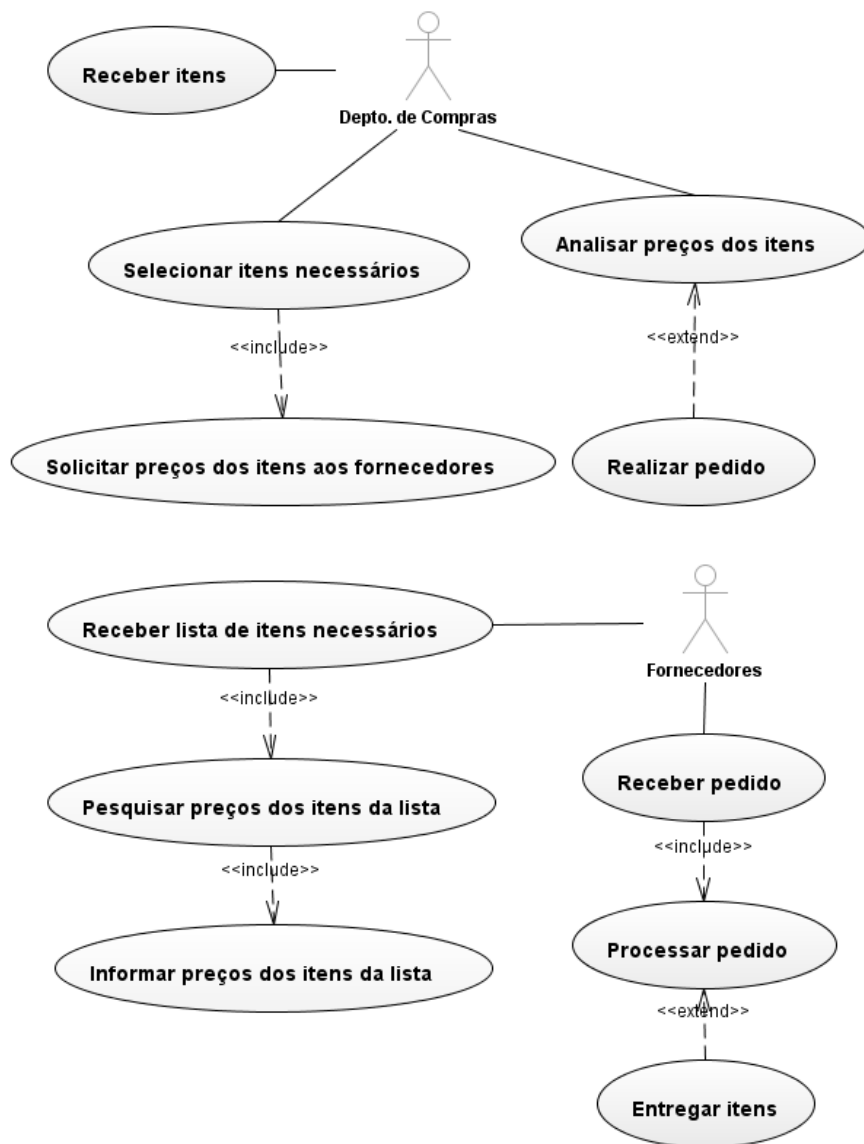 Receber itens
Depto. de Compras
Analisar preços dos itens
Selecionar itens necessários
<<include>>
<<extend>>
Solicitar preços dos itens aos fornecedores
Realizar pedido
Receber lista de itens necessários
Fornecedores
<<include>>
Receber pedido
Pesquisar preços dos itens da lista
<<include>>
<<include>>
Processar pedido
Informar preços dos itens da lista
<<extend>>
Entregar itens